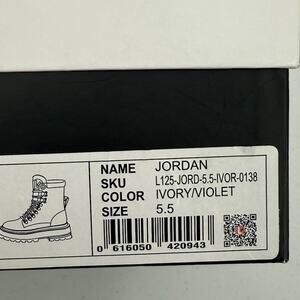 NAME JORDAN
SKU L125-JORD-5.5-IVOR-0138
COLOR IVORY/VIOLET
SIZE 5.5
0 616050 420943